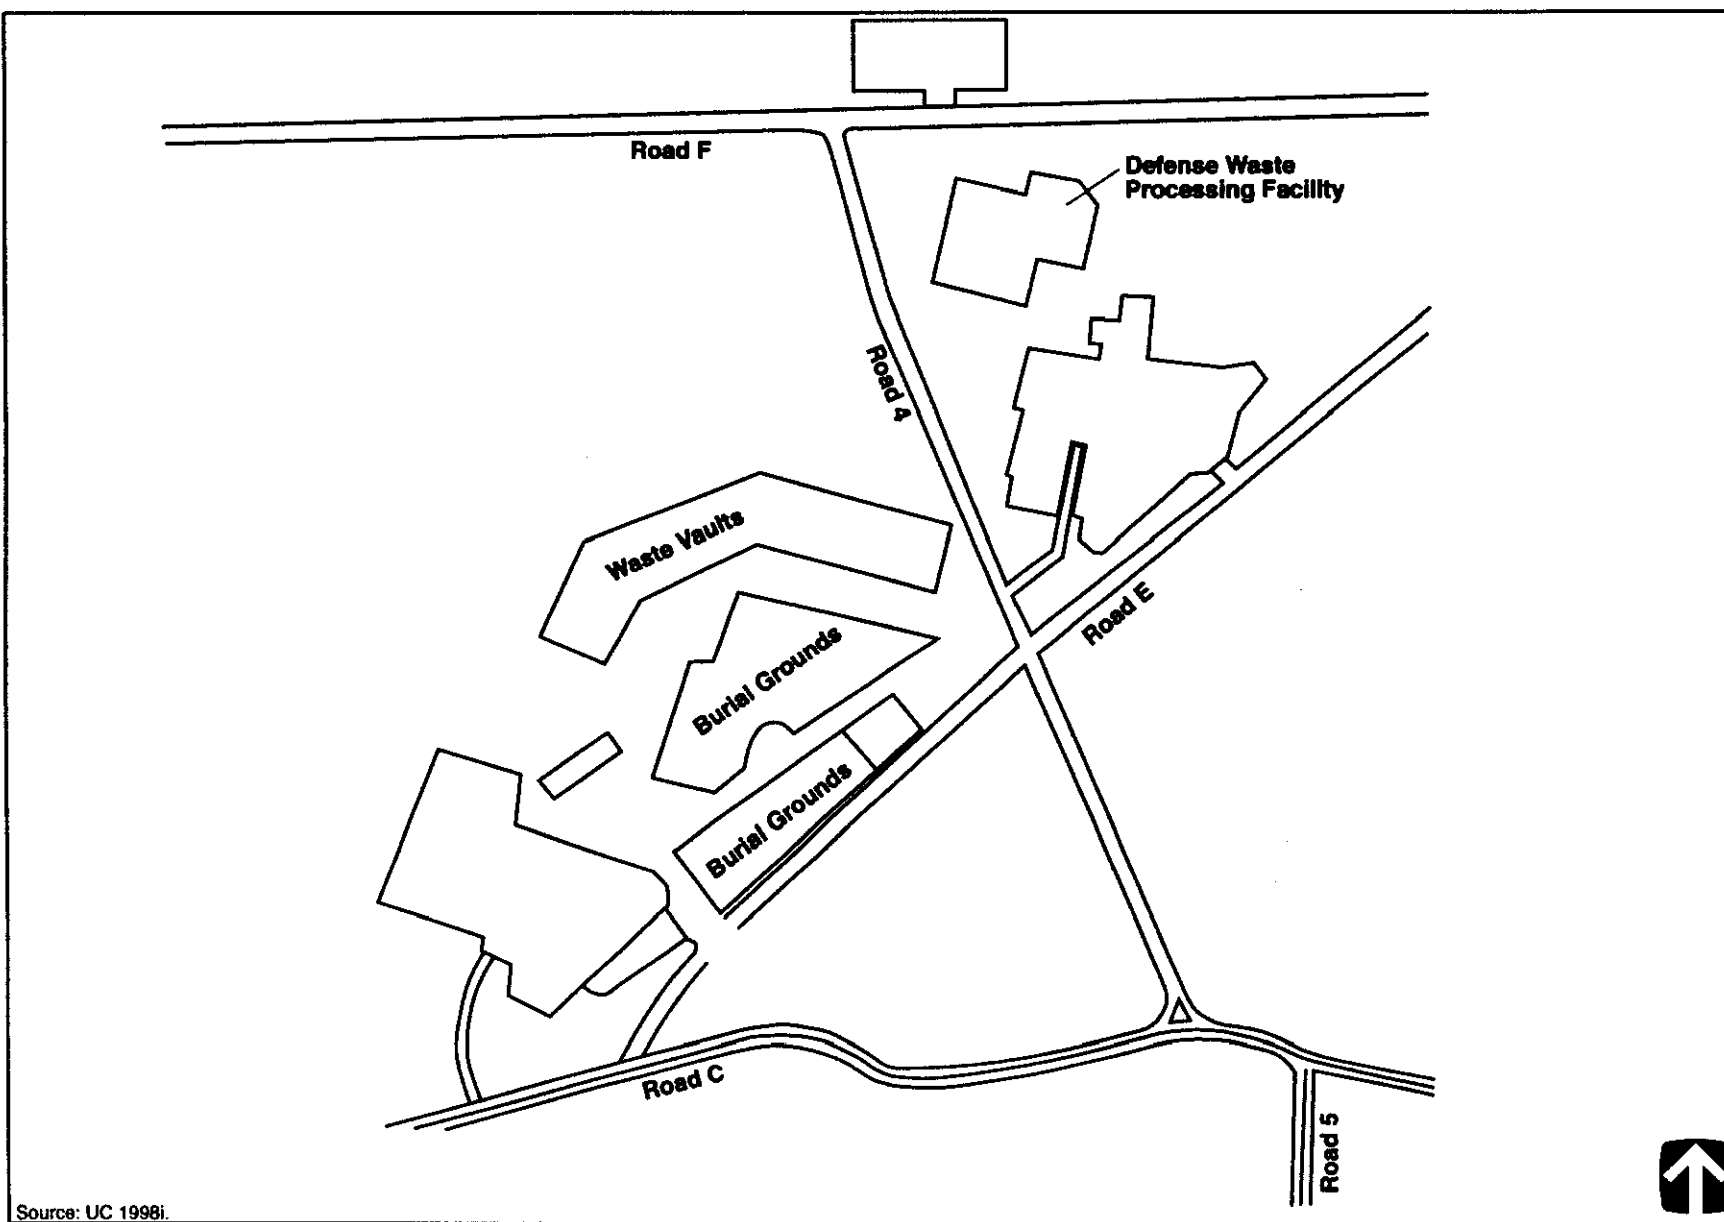 Road F
Defense Waste
Processing Facility
Road 4
Waste Vaults
Road E
Burial Grounds
Burial Grounds
Road C
Road 5
Source: UC 1998i.